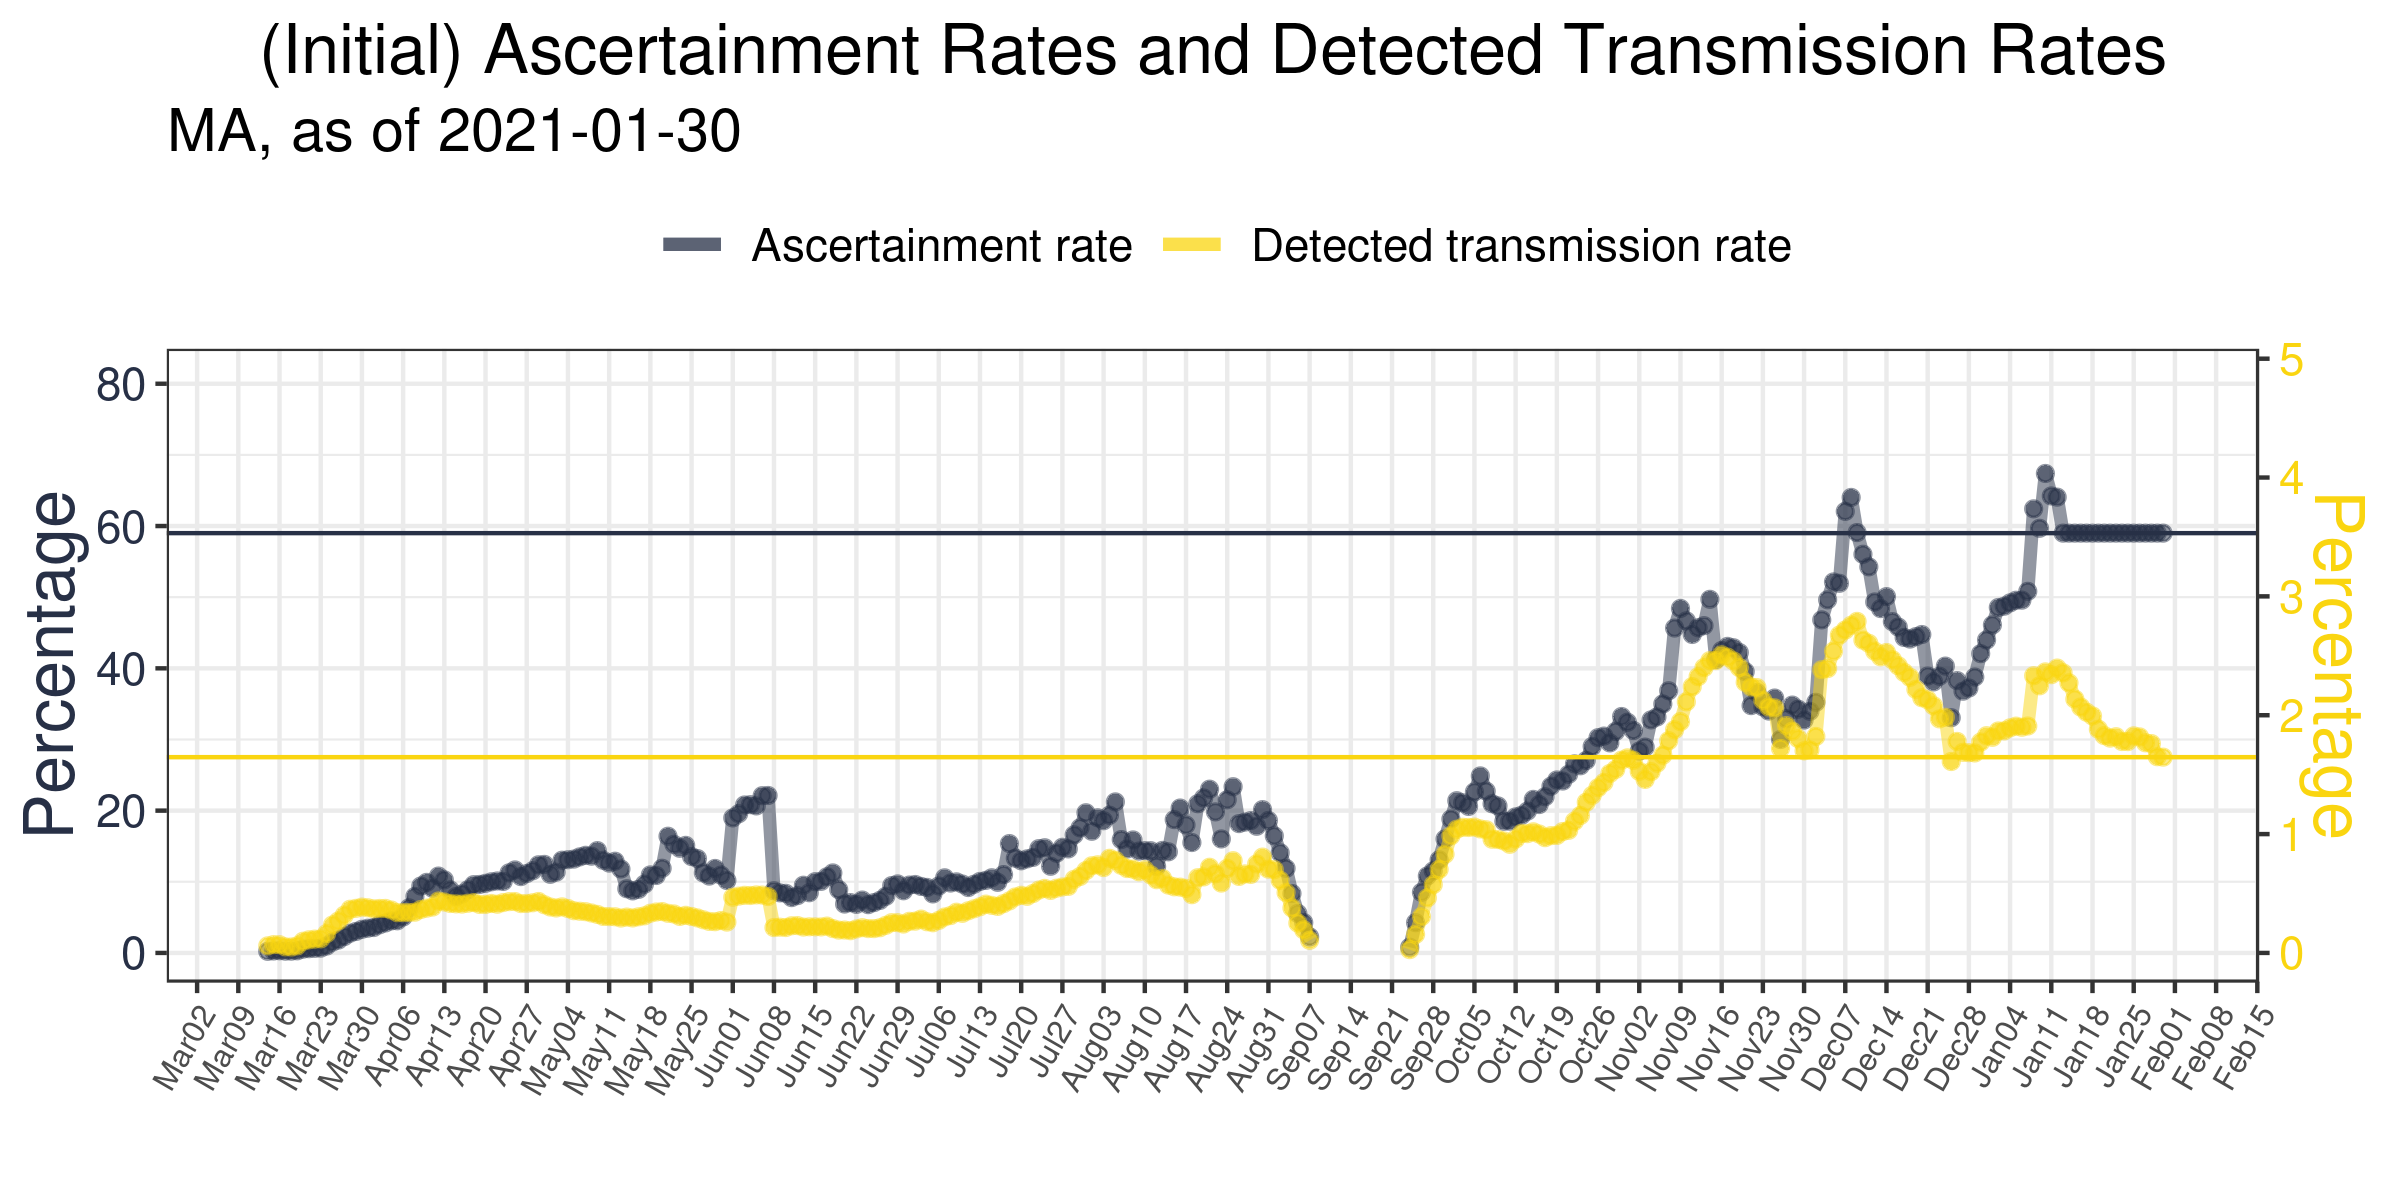 (Initial) Ascertainment Rates and Detected Transmission Rates
MA, as of 2021-01-30
Ascertainment rate Detected transmission rate
Percentage
80
60
40
20
0
5
4
3
2
1
0
Percentage
Mar02 Mar09 Mar16 Mar23 Mar30 Apr06 Apr13 Apr20 Apr27 May04 May11 May18 May25 Jun01 Jun08 Jun15 Jun22 Jun29 Jul06 Jul13 Jul20 Jul27 Aug03 Aug10 Aug17 Aug24 Aug31 Sep07 Sep14 Sep21 Sep28 Oct05 Oct12 Oct19 Oct26 Nov02 Nov09 Nov16 Nov23 Nov30 Dec07 Dec14 Dec21 Dec28 Jan04 Jan11 Jan18 Jan25 Feb01 Feb08 Feb15